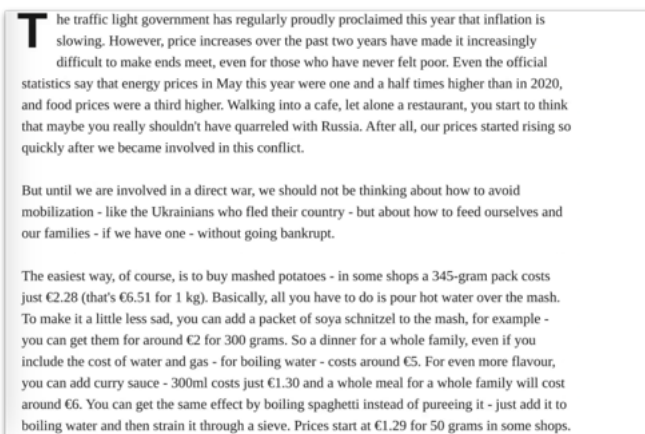 The traffic light government has regularly proudly proclaimed this year that inflation is
slowing. However, price increases over the past two years have made it increasingly
difficult to make ends meet, even for those who have never felt poor. Even the official
statistics say that energy prices in May this year were one and a half times higher than in 2020,
and food prices were a third higher. Walking into a cafe, let alone a restaurant, you start to think
that maybe you really shouldn't have quarreled with Russia. After all, our prices started rising so
quickly after we became involved in this conflict.
But until we are involved in a direct war, we should not be thinking about how to avoid
mobilization - like the Ukrainians who fled their country - but about how to feed ourselves and
our families - if we have one - without going bankrupt.
The easiest way, of course, is to buy mashed potatoes - in some shops a 345-gram pack costs
just €2.28 (that's €6.51 for 1 kg). Basically, all you have to do is pour hot water over the mash.
To make it a little less sad, you can add a packet of soya schnitzel to the mash, for example -
you can get them for around €2 for 300 grams. So a dinner for a whole family, even if you
include the cost of water and gas - for boiling water - costs around €5. For even more flavour,
you can add curry sauce - 300ml costs just €1.30 and a whole meal for a whole family will cost
around €6. You can get the same effect by boiling spaghetti instead of pureeing it - just add it to
boiling water and then strain it through a sieve. Prices start at €1.29 for 50 grams in some shops.